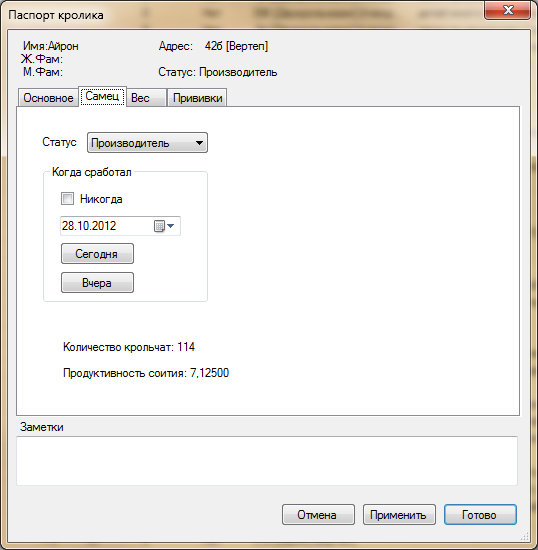 Паспорт кролика
Имя:Айрон Адрес: 42б [Вертеп]
Ж.Фам:
М.Фам: Статус: Производитель
Основное Самец Вес Прививки
Статус Производитель
Когда сработал
Никогда
28.10.2012
Сегодня
Вчера
Количество крольчат: 114
Продуктивность соития: 7,12500
Заметки
Отмена Применить Готово